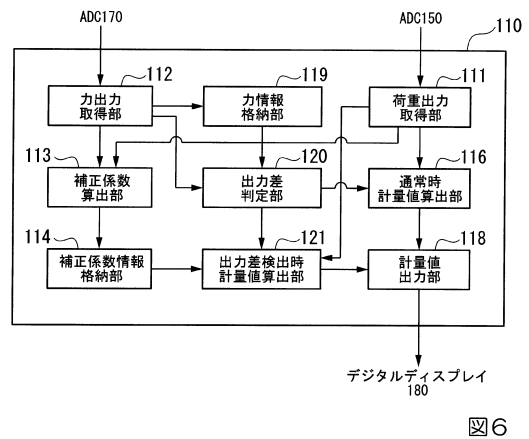 ADC170
ADC150
110
112
119
111
力出力
取得部
力情報
格納部
荷重出力
取得部
113
120
116
補正係数
算出部
出力差
判定部
通常時
計量値算出部
114
121
118
補正係数情報
格納部
出力差検出時
計量値算出部
計量値
出力部
デジタルディスプレイ
180
図6